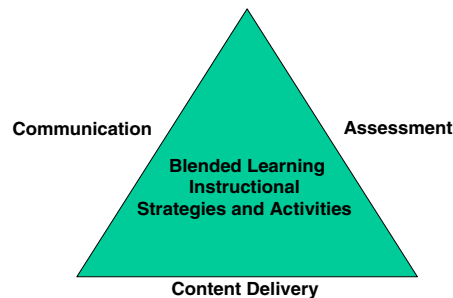 Communication
Assessment
Blended Learning
Instructional
Strategies and Activities
Content Delivery